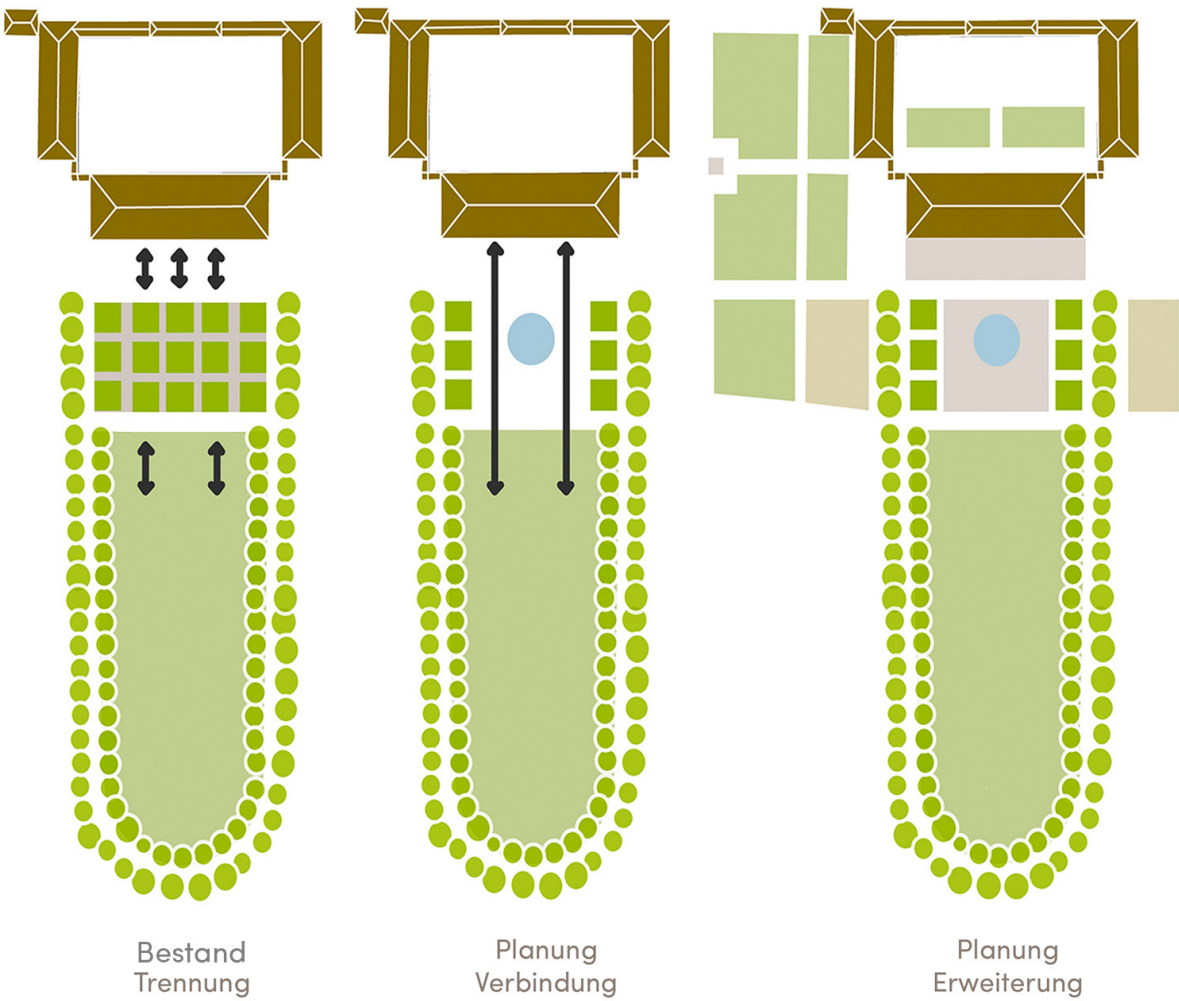 Bestand
Trennung
Planung
Verbindung
Planung
Erweiterung